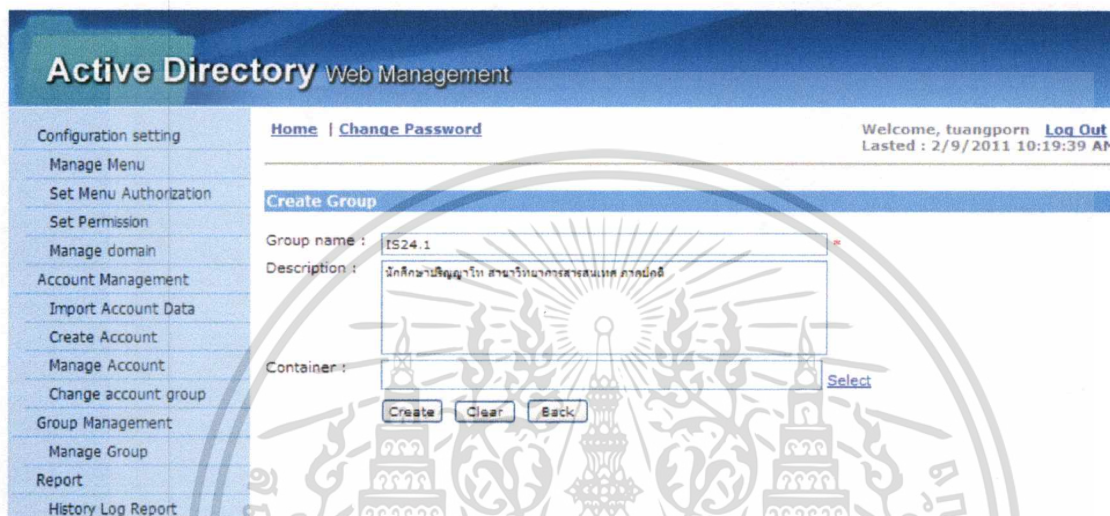 Active Directory Web Management
Home | Change Password
Welcome, tuangporn Log Out
Lasted : 2/9/2011 10:19:39 AM
Configuration setting
Manage Menu
Set Menu Authorization
Set Permission
Manage domain
Account Management
Import Account Data
Create Account
Manage Account
Change account group
Group Management
Manage Group
Report
History Log Report
Create Group
Group name : IS24.1 *
Description : นักศึกษาปริญญาโท สาขาวิทยาการสารสนเทศ ภาคปกติ
Container : Select
Create Clear Back